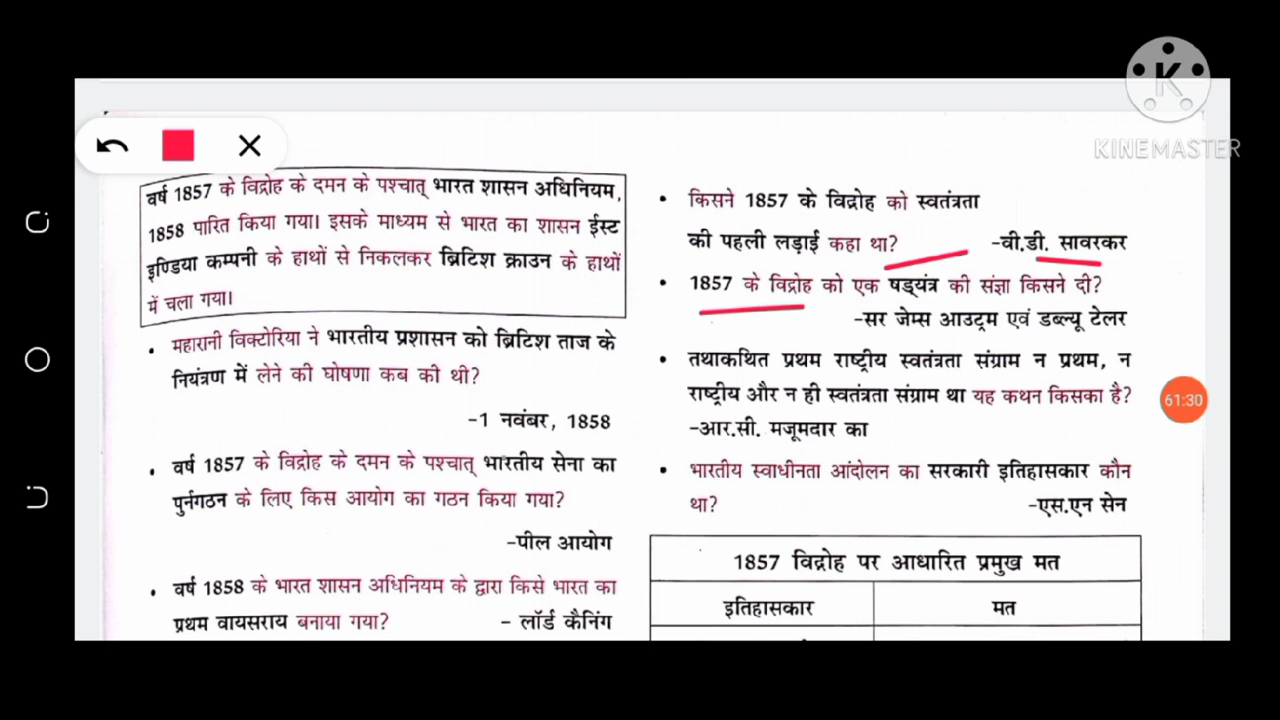 KINEMASTER
वर्ष 1857 के विद्रोह के दमन के पश्चात् भारत शासन अधिनियम,
1858 पारित किया गया। इसके माध्यम से भारत का शासन ईस्ट
इण्डिया कम्पनी के हाथों से निकलकर ब्रिटिश क्राउन के हाथों
में चला गया।
• महारानी विक्टोरिया ने भारतीय प्रशासन को ब्रिटिश ताज के
नियंत्रण में लेने की घोषणा कब की थी?
-1 नवंबर, 1858
• वर्ष 1857 के विद्रोह के दमन के पश्चात् भारतीय सेना का
पुर्नगठन के लिए किस आयोग का गठन किया गया?
-पील आयोग
• वर्ष 1858 के भारत शासन अधिनियम के द्वारा किसे भारत का
प्रथम वायसराय बनाया गया? - लॉर्ड कैनिंग
• किसने 1857 के विद्रोह को स्वतंत्रता
की पहली लड़ाई कहा था? -वी.डी. सावरकर
• 1857 के विद्रोह को एक षड्यंत्र की संज्ञा किसने दी?
-सर जेम्स आउट्रम एवं डब्ल्यू टेलर
• तथाकथित प्रथम राष्ट्रीय स्वतंत्रता संग्राम न प्रथम, न
राष्ट्रीय और न ही स्वतंत्रता संग्राम था यह कथन किसका है?
-आर.सी. मजूमदार का
• भारतीय स्वाधीनता आंदोलन का सरकारी इतिहासकार कौन
था? -एस.एन सेन
1857 विद्रोह पर आधारित प्रमुख मत
इतिहासकार मत
61:30